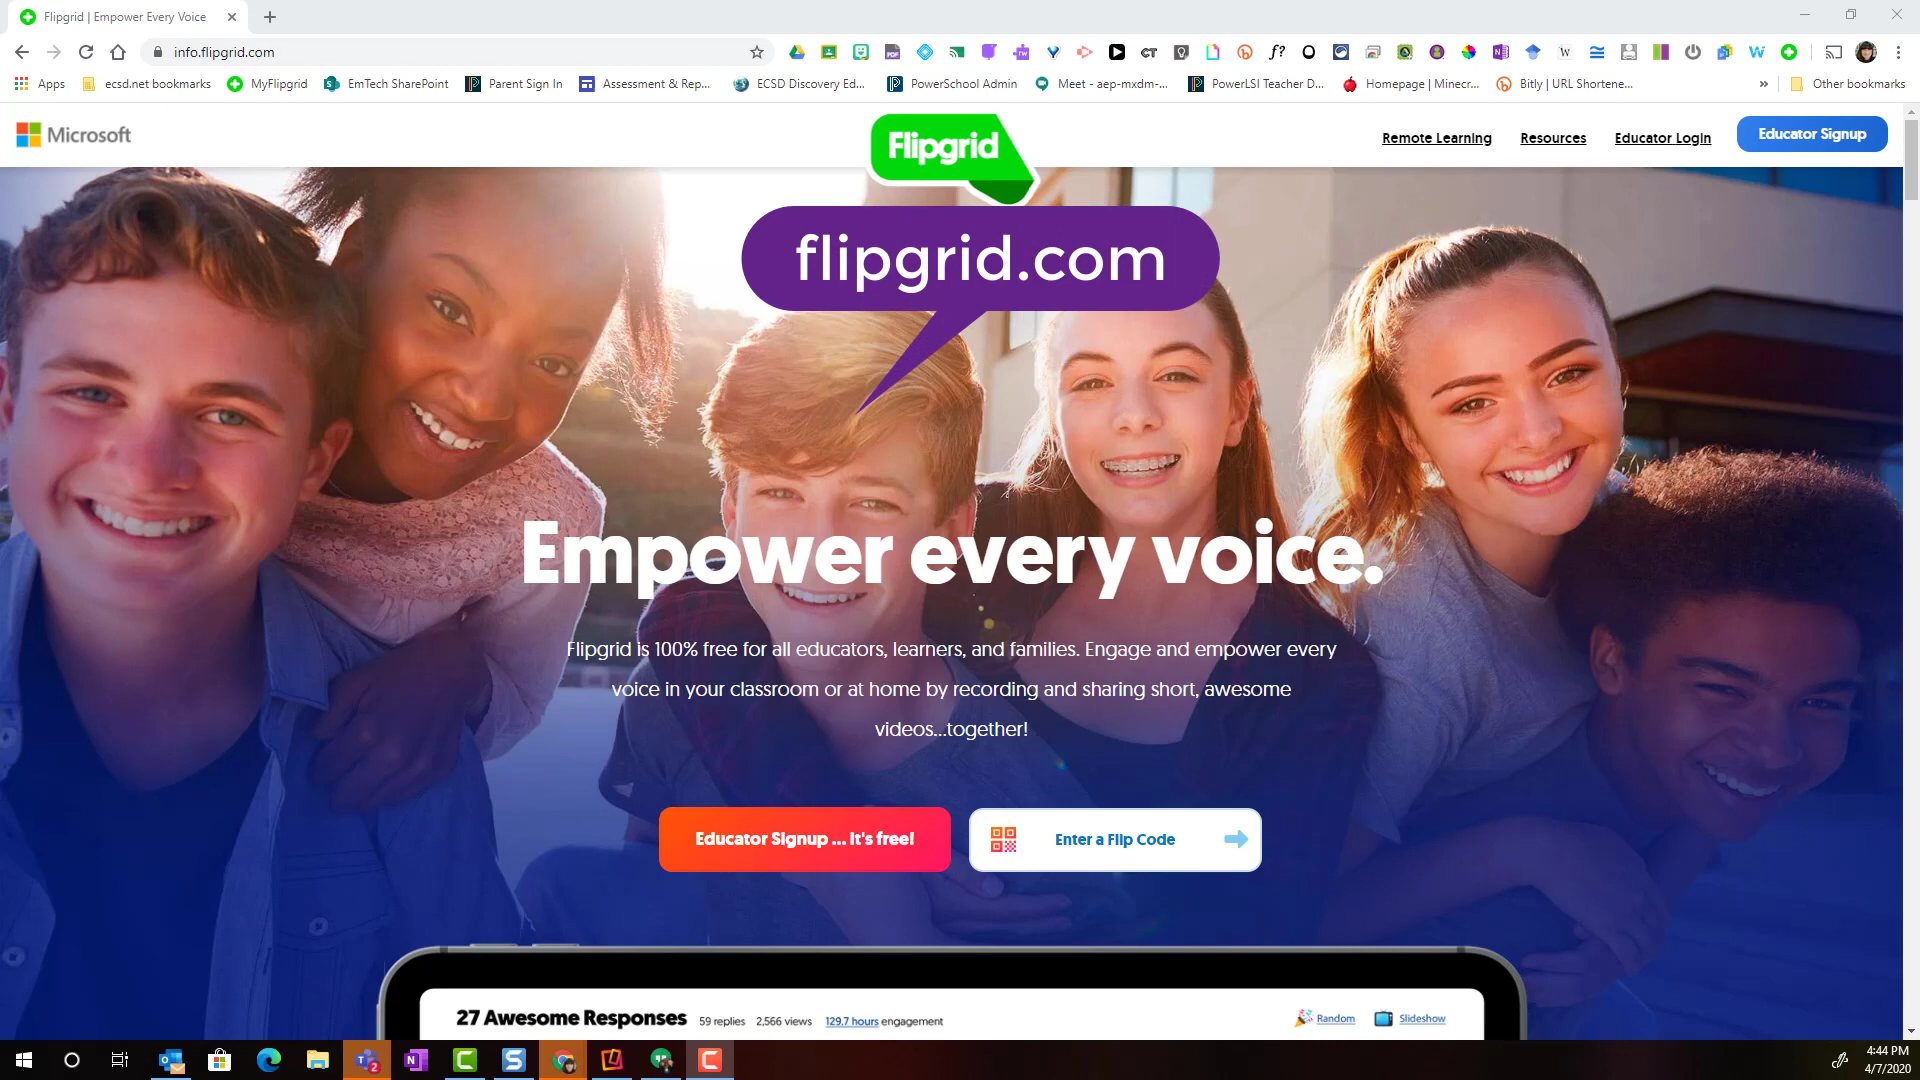 Flipgrid | Empower Every Voice
info.flipgrid.com
Apps ecsd.net bookmarks MyFlipgrid EmTech SharePoint Parent Sign In Assessment & Rep... ECSD Discovery Ed... PowerSchool Admin Meet - aep-mxdm-... PowerLSI Teacher D... Homepage | Minecr... Bitly | URL Shortene... » Other bookmarks
Microsoft
Flipgrid
Remote Learning Resources Educator Login Educator Signup
flipgrid.com
Empower every voice.
Flipgrid is 100% free for all educators, learners, and families. Engage and empower every
voice in your classroom or at home by recording and sharing short, awesome
videos...together!
Educator Signup ... It's free! Enter a Flip Code
27 Awesome Responses 59 replies 2,566 views 129.7 hours engagement Random Slideshow
4:44 PM
4/7/2020